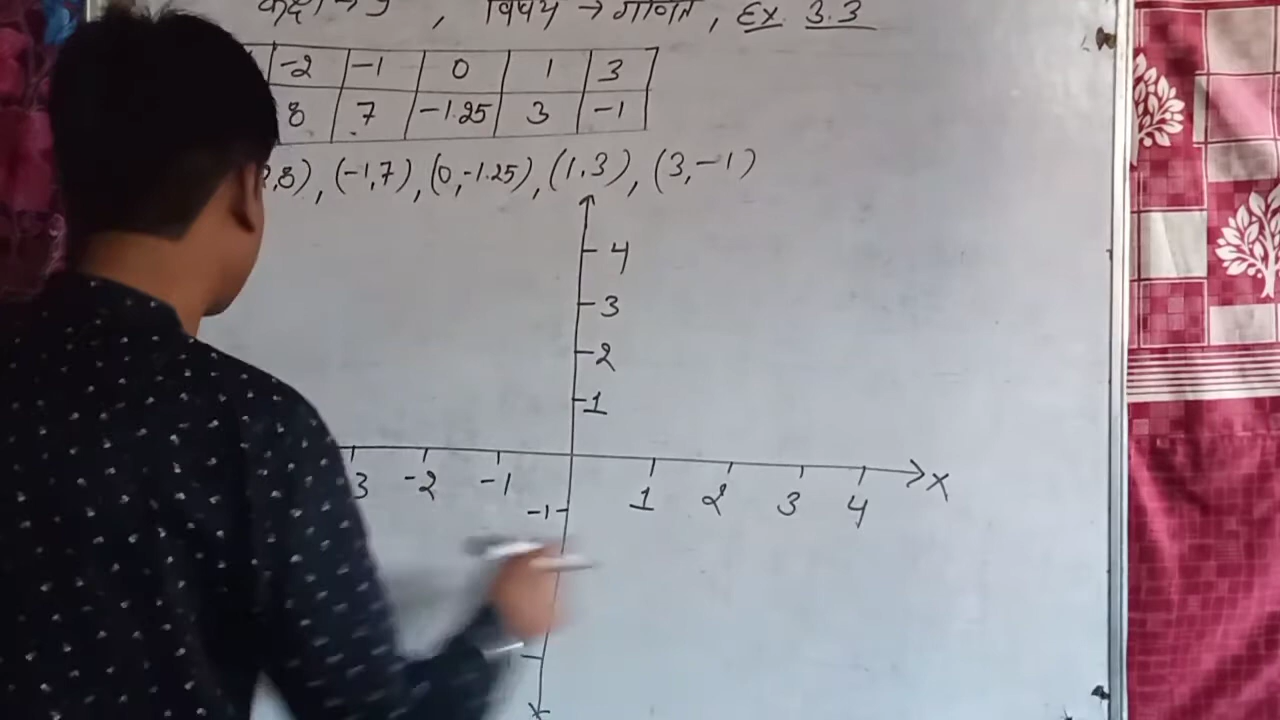 कक्षा → 9 , विषय → गणित , Ex. 3.3
-2 -1 0 1 3
8 7 -1.25 3 -1
,8) , (-1,7) , (0,-1.25) , (1,3) , (3,-1)
4
3
2
1
3 -2 -1 1 2 3 4 X
-1